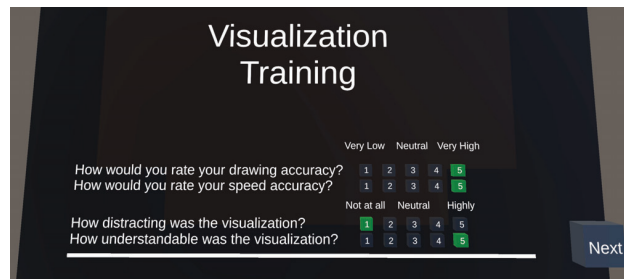 Visualization
Training
Very Low Neutral Very High
How would you rate your drawing accuracy? 1 2 3 4 5
How would you rate your speed accuracy? 1 2 3 4 5
Not at all Neutral Highly
How distracting was the visualization? 1 2 3 4 5
How understandable was the visualization? 1 2 3 4 5
Next